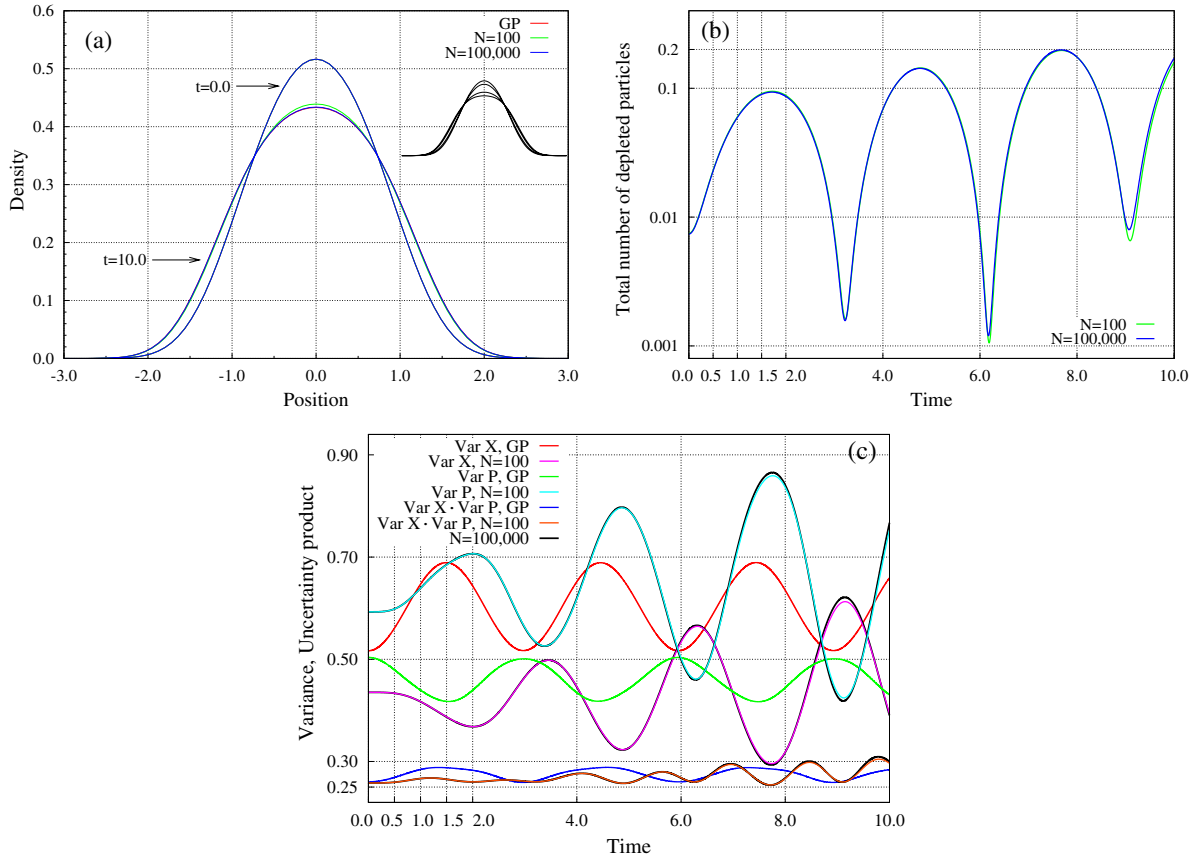 (a)
GP
N=100
N=100,000
t=0.0
t=10.0
Density
0.6
0.5
0.4
0.3
0.2
0.1
0.0
-3.0 -2.0 -1.0 0.0 1.0 2.0 3.0
Position
(b)
Total number of depleted particles
0.2
0.1
0.01
0.001
N=100
N=100,000
0.0 0.5 1.0 1.5 2.0 4.0 6.0 8.0 10.0
Time
(c)
Var X, GP
Var X, N=100
Var P, GP
Var P, N=100
Var X · Var P, GP
Var X · Var P, N=100
N=100,000
Variance, Uncertainty product
0.90
0.70
0.50
0.30
0.25
0.0 0.5 1.0 1.5 2.0 4.0 6.0 8.0 10.0
Time